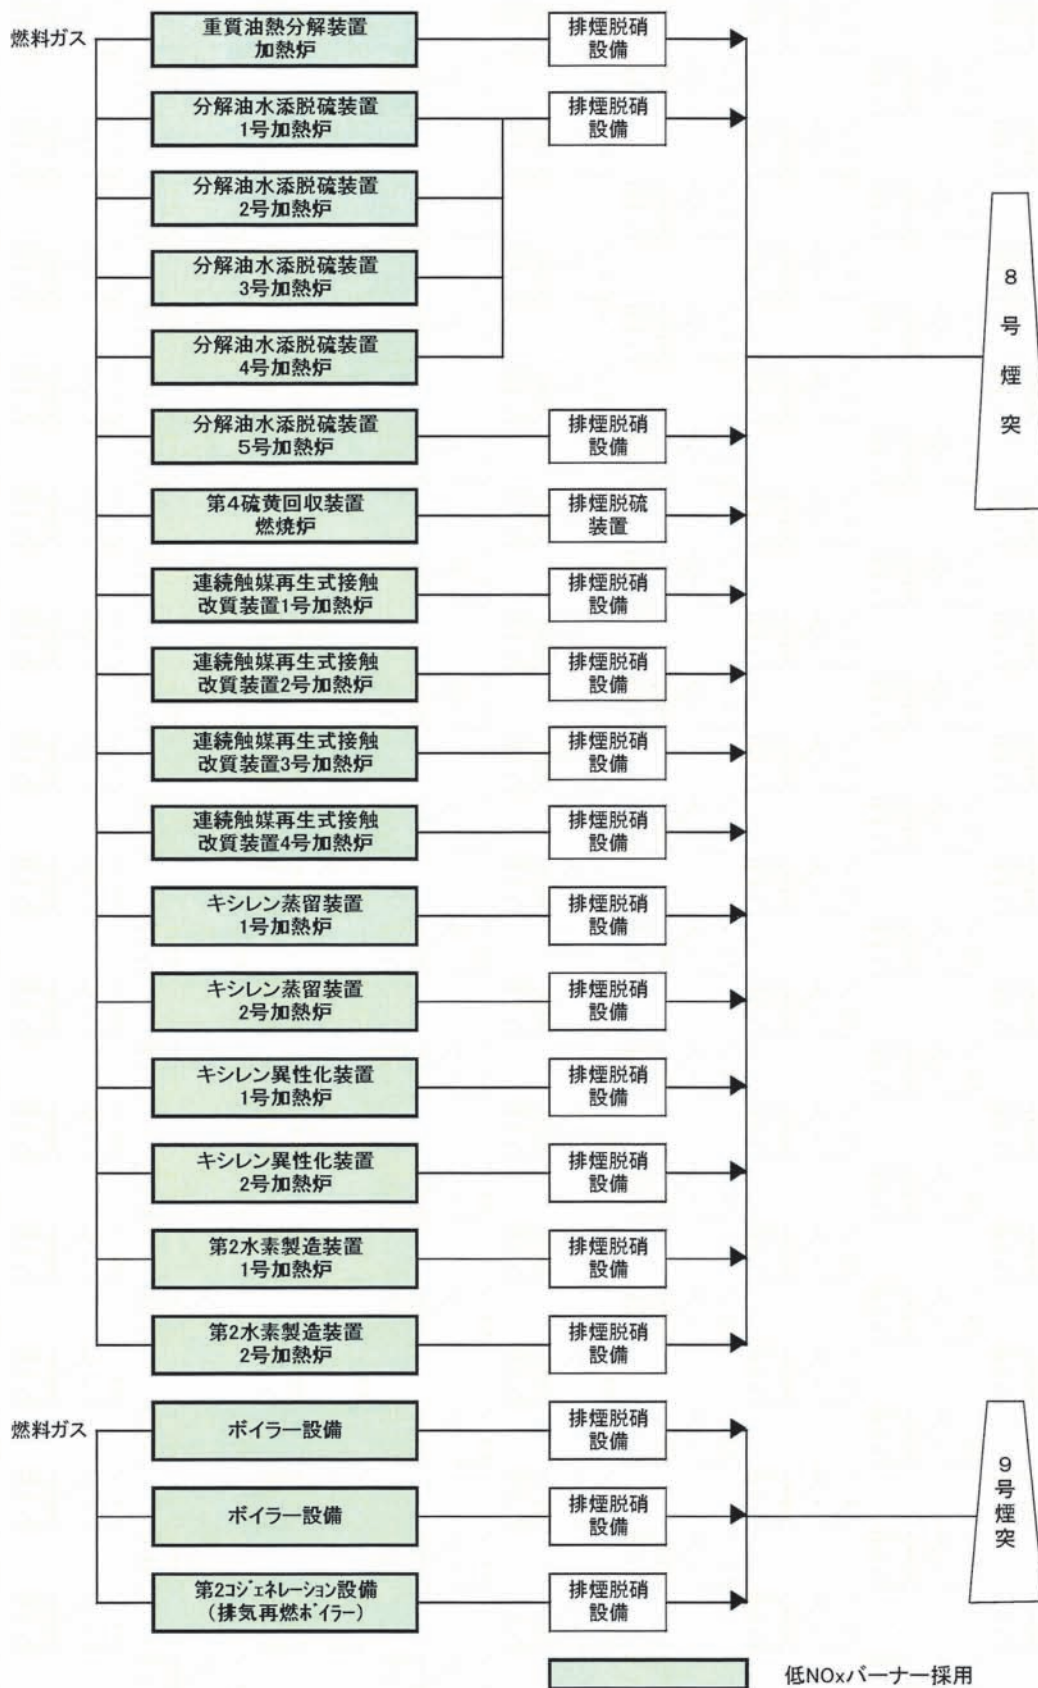 燃料ガス
重質油熱分解装置
加熱炉
排煙脱硝
設備
分解油水添脱硫装置
1号加熱炉
排煙脱硝
設備
分解油水添脱硫装置
2号加熱炉
分解油水添脱硫装置
3号加熱炉
分解油水添脱硫装置
4号加熱炉
分解油水添脱硫装置
5号加熱炉
排煙脱硝
設備
第4硫黄回収装置
燃焼炉
排煙脱硫
装置
連続触媒再生式接触
改質装置1号加熱炉
排煙脱硝
設備
連続触媒再生式接触
改質装置2号加熱炉
排煙脱硝
設備
連続触媒再生式接触
改質装置3号加熱炉
排煙脱硝
設備
連続触媒再生式接触
改質装置4号加熱炉
排煙脱硝
設備
キシレン蒸留装置
1号加熱炉
排煙脱硝
設備
キシレン蒸留装置
2号加熱炉
排煙脱硝
設備
キシレン異性化装置
1号加熱炉
排煙脱硝
設備
キシレン異性化装置
2号加熱炉
排煙脱硝
設備
第2水素製造装置
1号加熱炉
排煙脱硝
設備
第2水素製造装置
2号加熱炉
排煙脱硝
設備
8号煙突
燃料ガス
ボイラー設備
排煙脱硝
設備
ボイラー設備
排煙脱硝
設備
第2ｺｼﾞｪﾈﾚｰｼｮﾝ設備
（排気再燃ﾎﾞｲﾗｰ）
排煙脱硝
設備
9号煙突
低NOxバーナー採用